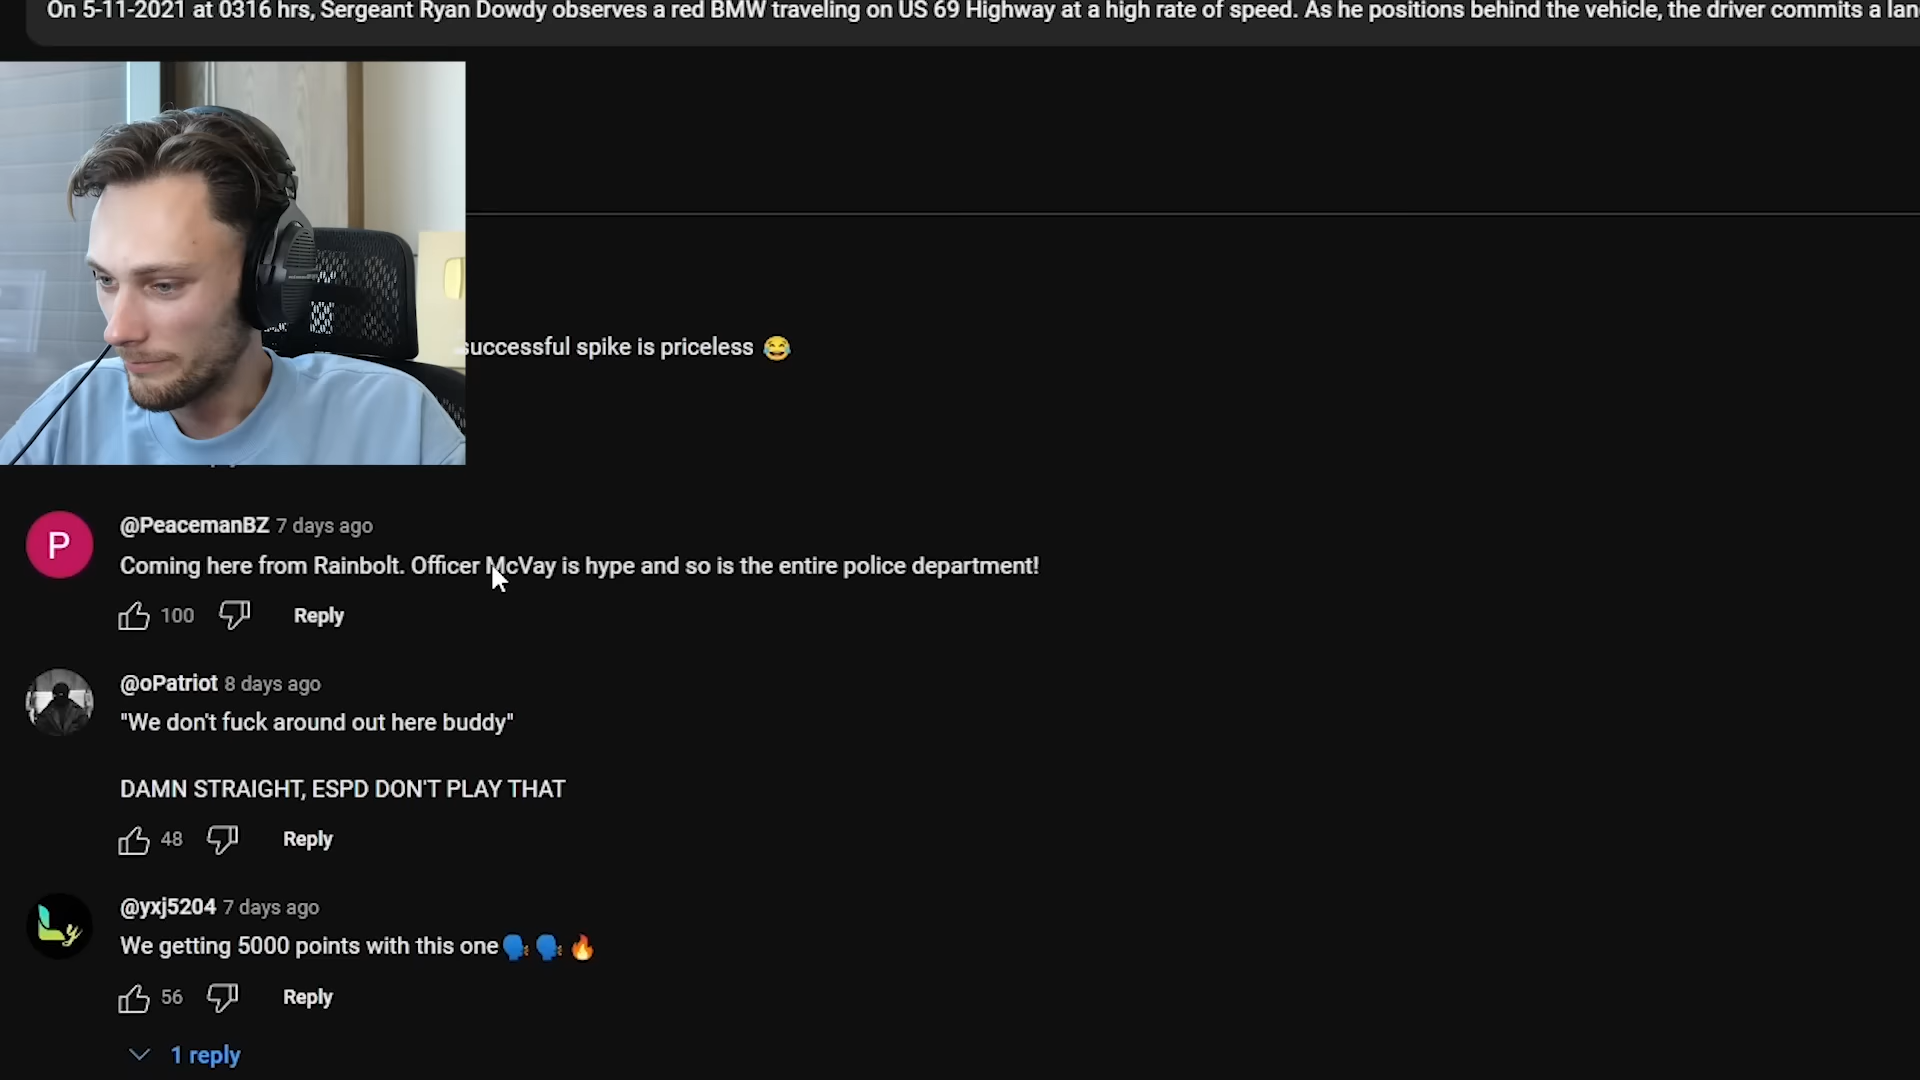 On 5-11-2021 at 0316 hrs, Sergeant Ryan Dowdy observes a red BMW traveling on US 69 Highway at a high rate of speed. As he positions behind the vehicle, the driver commits a lan
successful spike is priceless 😂
P
@PeacemanBZ 7 days ago
Coming here from Rainbolt. Officer McVay is hype and so is the entire police department!
100 Reply
@oPatriot 8 days ago
"We don't fuck around out here buddy"
DAMN STRAIGHT, ESPD DON'T PLAY THAT
48 Reply
Ly
@yxj5204 7 days ago
We getting 5000 points with this one🗣️🗣️🔥
56 Reply
1 reply